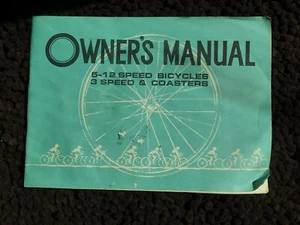 OWNER'S MANUAL
5-12 SPEED BICYCLES
3 SPEED & COASTERS